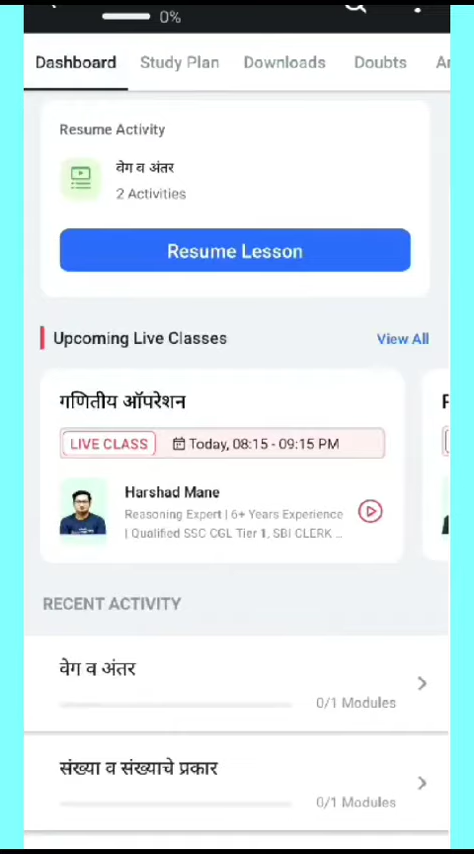 0%
Dashboard Study Plan Downloads Doubts
Resume Activity
वेग व अंतर
2 Activities
Resume Lesson
Upcoming Live Classes View All
गणितीय ऑपरेशन
LIVE CLASS Today, 08:15 - 09:15 PM
Harshad Mane
Reasoning Expert | 6+ Years Experience
| Qualified SSC CGL Tier 1, SBI CLERK ...
RECENT ACTIVITY
वेग व अंतर
0/1 Modules
संख्या व संख्याचे प्रकार
0/1 Modules